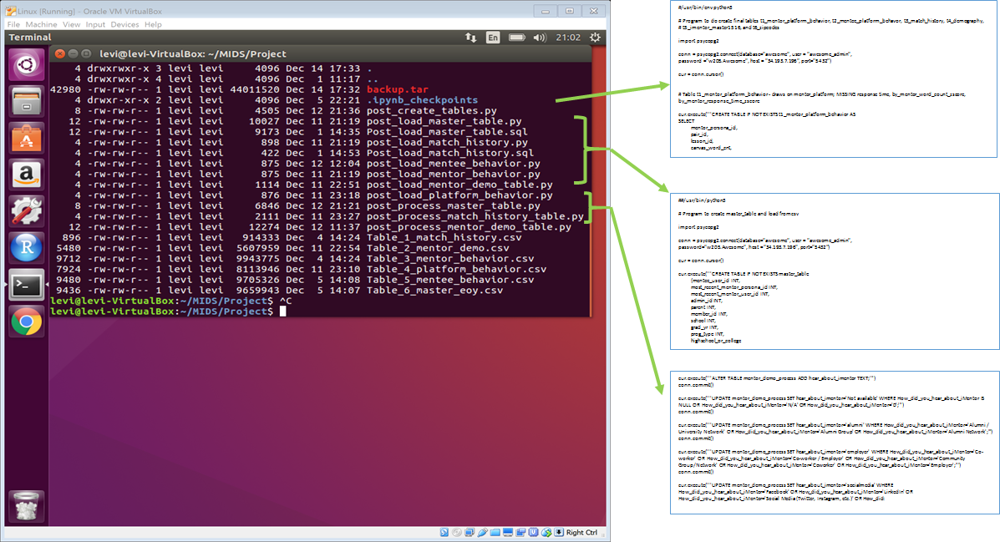 Linux [Running] - Oracle VM VirtualBox
File Machine View Input Devices Help
Terminal
En
21:02
levi@levi-VirtualBox: ~/MIDS/Project
4 drwxrwxr-x 3 levi levi 4096 Dec 14 17:33 .
4 drwxrwxr-x 4 levi levi 4096 Dec 1 11:17 ..
42980 -rw-rw-r-- 1 levi levi 44011520 Dec 14 17:32 backup.tar
4 drwxr-xr-x 2 levi levi 4096 Dec 5 22:21 .ipynb_checkpoints
8 -rw-rw-r-- 1 levi levi 4505 Dec 12 21:36 post_create_tables.py
12 -rw-rw-r-- 1 levi levi 10027 Dec 11 21:19 post_load_master_table.py
12 -rw-rw-r-- 1 levi levi 9173 Dec 1 14:35 Post_load_master_table.sql
4 -rw-rw-r-- 1 levi levi 898 Dec 11 21:19 post_load_match_history.py
4 -rw-rw-r-- 1 levi levi 422 Dec 1 14:53 Post_load_match_history.sql
4 -rw-rw-r-- 1 levi levi 875 Dec 12 12:04 post_load_mentee_behavior.py
4 -rw-rw-r-- 1 levi levi 875 Dec 11 21:19 post_load_mentor_behavior.py
4 -rw-rw-r-- 1 levi levi 1114 Dec 11 22:51 post_load_mentor_demo_table.py
4 -rw-rw-r-- 1 levi levi 876 Dec 11 23:18 post_load_platform_behavior.py
8 -rw-rw-r-- 1 levi levi 6846 Dec 12 21:21 post_process_master_table.py
4 -rw-rw-r-- 1 levi levi 2111 Dec 11 23:27 post_process_match_history_table.py
12 -rw-rw-r-- 1 levi levi 12274 Dec 12 11:37 post_process_mentor_demo_table.py
896 -rw-rw-r-- 1 levi levi 914333 Dec 4 14:24 Table_1_match_history.csv
5480 -rw-rw-r-- 1 levi levi 5607959 Dec 11 22:54 Table_2_mentor_demo.csv
9712 -rw-rw-r-- 1 levi levi 9943775 Dec 4 14:24 Table_3_mentor_behavior.csv
7924 -rw-rw-r-- 1 levi levi 8113946 Dec 11 23:10 Table_4_platform_behavior.csv
9480 -rw-rw-r-- 1 levi levi 9705326 Dec 5 14:08 Table_5_mentee_behavior.csv
9436 -rw-rw-r-- 1 levi levi 9659943 Dec 5 14:07 Table_6_master_eoy.csv
levi@levi-VirtualBox:~/MIDS/Project$ ^C
levi@levi-VirtualBox:~/MIDS/Project$
Right Ctrl
#!/usr/bin/env python3
# Program to do create final tables t1_mentor_platform_behavior, t2_mentee_platform_behavor, t3_match_history, t4_demography,
# t5_imentor_master1516, and t6_zipcodes
import psycopg2
conn = psycopg2.connect(database="awesome", user = "awesome_admin",
password ="w205.Awesome", host = "34.193.7.196", port="5432")
cur = conn.cursor()
# Table t1_mentor_platform_behavior - draws on mentor_platform; MISSING response time, by_mentor_word_count_zscore,
by_mentor_response_time_zscore
cur.execute('''CREATE TABLE IF NOT EXISTS t1_mentor_platform_behavior AS
SELECT
mentor_persona_id,
pair_id,
lesson_id,
canvas_word_cnt,
##/usr/bin/python3
# Program to create master_table and load from csv
import psycopg2
conn = psycopg2.connect(database="awesome", user = "awesome_admin",
password="w205.Awesome", host = "34.193.7.196", port="5432")
cur = conn.cursor()
cur.execute('''CREATE TABLE IF NOT EXISTS master_table
(mentee_user_id INT,
most_recent_mentor_persona_id INT,
most_recent_mentor_user_id INT,
admin_id INT,
parent INT,
member_id INT,
school INT,
grad_yr INT,
prog_type INT,
highschool_or_college
cur.execute('''ALTER TABLE mentor_demo_process ADD hear_about_imentor TEXT;''')
conn.commit()
cur.execute('''UPDATE mentor_demo_process SET hear_about_imentor='Not available' WHERE How_did_you_hear_about_iMentor IS
NULL OR How_did_you_hear_about_iMentor='N/A' OR How_did_you_hear_about_iMentor='0';''')
conn.commit()
cur.execute('''UPDATE mentor_demo_process SET hear_about_imentor='alumni' WHERE How_did_you_hear_about_iMentor='Alumni /
University Network' OR How_did_you_hear_about_iMentor='Alumni Group' OR How_did_you_hear_about_iMentor='Alumni Network';''')
conn.commit()
cur.execute('''UPDATE mentor_demo_process SET hear_about_imentor='employer' WHERE How_did_you_hear_about_iMentor='Co-
worker' OR How_did_you_hear_about_iMentor='Co-worker / Employer' OR How_did_you_hear_about_iMentor='Community
Group/Network' OR How_did_you_hear_about_iMentor='Coworker' OR How_did_you_hear_about_iMentor='Employer';''')
conn.commit()
cur.execute('''UPDATE mentor_demo_process SET hear_about_imentor='socialmedia' WHERE
How_did_you_hear_about_iMentor='Facebook' OR How_did_you_hear_about_iMentor='LinkedIn' OR
How_did_you_hear_about_iMentor='Social Media (Twitter, Instagram, etc.)' OR How_did: